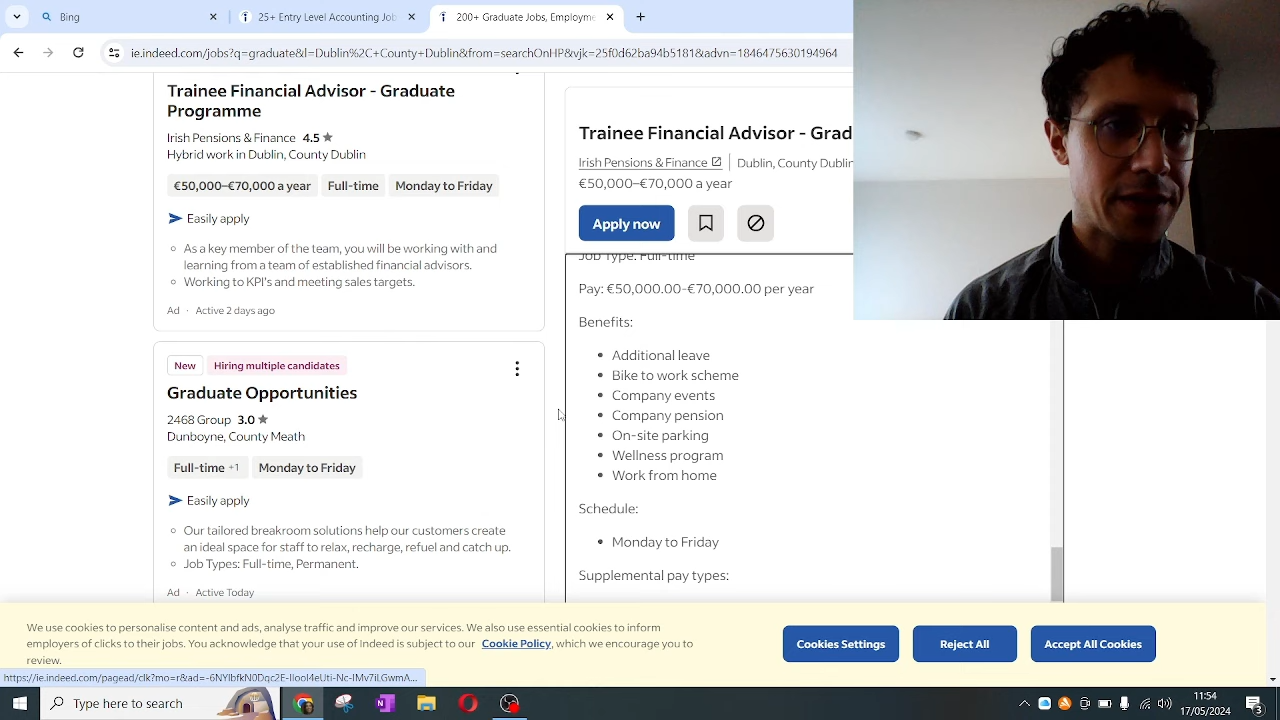 Bing
25+ Entry Level Accounting Job
200+ Graduate Jobs, Employme
ie.indeed.com/jobs?q=graduate&l=Dublin%2C+County+Dublin&from=searchOnHP&vjk=25f0d62ba94b5181&advn=1846475630194964
Trainee Financial Advisor - Graduate
Programme
Irish Pensions & Finance 4.5
Hybrid work in Dublin, County Dublin
€50,000–€70,000 a year Full-time Monday to Friday
Easily apply
As a key member of the team, you will be working with and
learning from a team of established financial advisors.
Working to KPI's and meeting sales targets.
Ad · Active 2 days ago
New Hiring multiple candidates
Graduate Opportunities
2468 Group 3.0
Dunboyne, County Meath
Full-time +1 Monday to Friday
Easily apply
Our tailored breakroom solutions help our customers create
an ideal space for staff to relax, recharge, refuel and catch up.
Job Types: Full-time, Permanent.
Ad · Active Today
Trainee Financial Advisor - Grad
Irish Pensions & Finance Dublin, County Dublin
€50,000–€70,000 a year
Apply now
Job Type: Full-time
Pay: €50,000.00-€70,000.00 per year
Benefits:
Additional leave
Bike to work scheme
Company events
Company pension
On-site parking
Wellness program
Work from home
Schedule:
Monday to Friday
Supplemental pay types:
We use cookies to personalise content and ads, analyse traffic and improve our services. We also use essential cookies to inform
employers of clicks to their jobs. You acknowledge that your use of Indeed is subject to our Cookie Policy, which we encourage you to
review.
Cookies Settings
Reject All
Accept All Cookies
Type here to search
11:54
17/05/2024
3